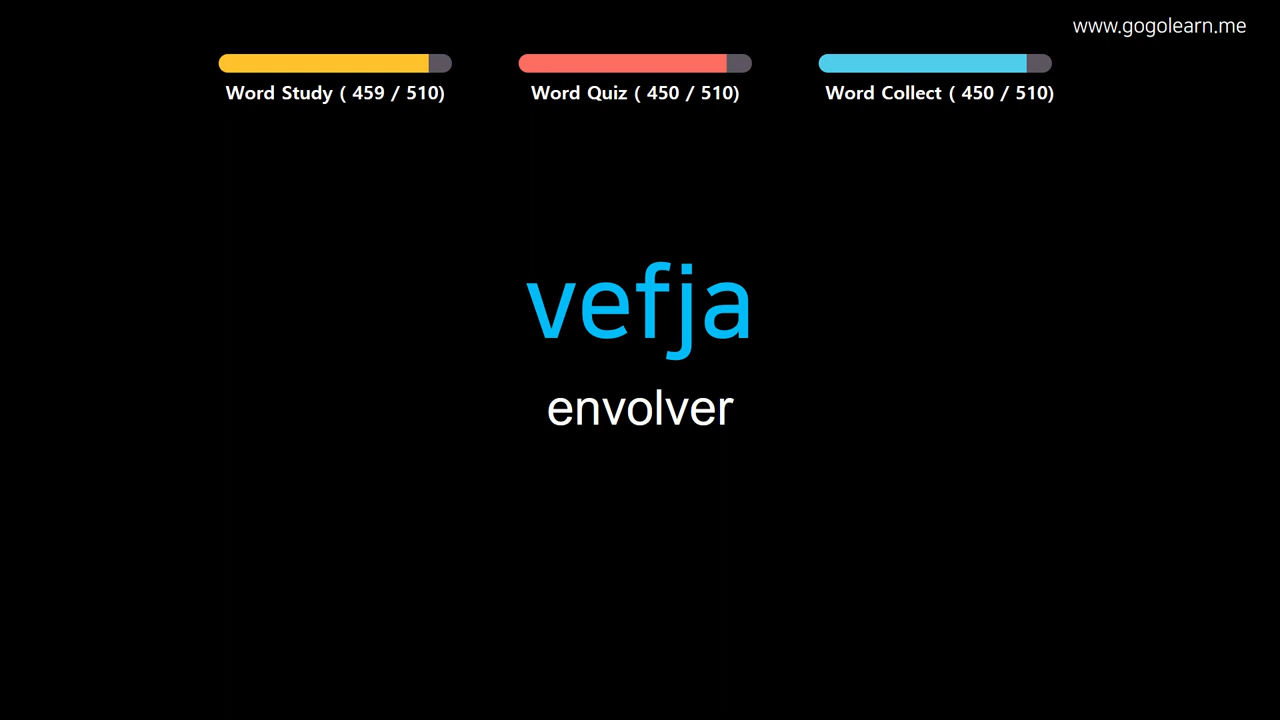 www.gogolearn.me
Word Study ( 459 / 510)
Word Quiz ( 450 / 510)
Word Collect ( 450 / 510)
vefja
envolver